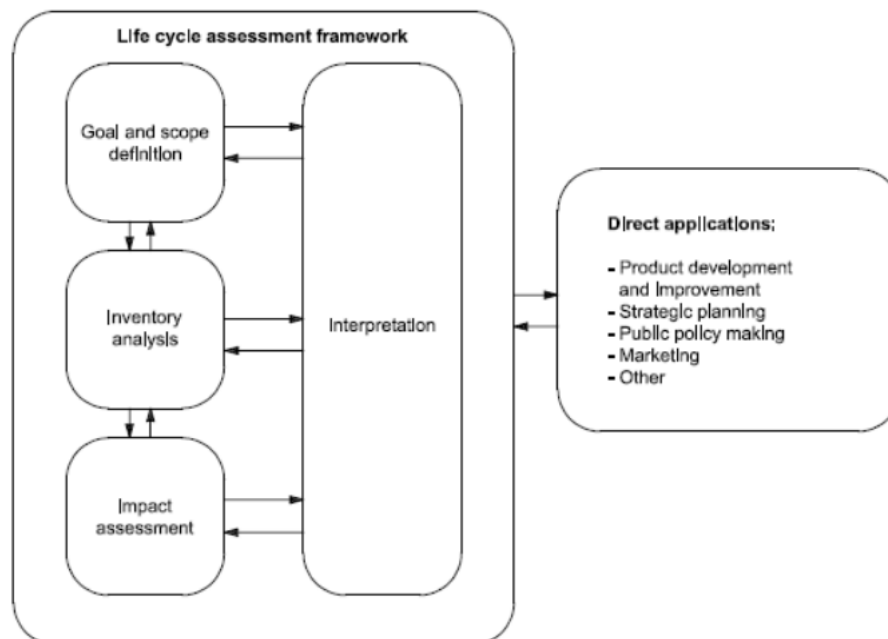 Life cycle assessment framework
Goal and scope
definition
Inventory
analysis
Impact
assessment
Interpretation
Direct applications:
- Product development
and improvement
- Strategic planning
- Public policy making
- Marketing
- Other